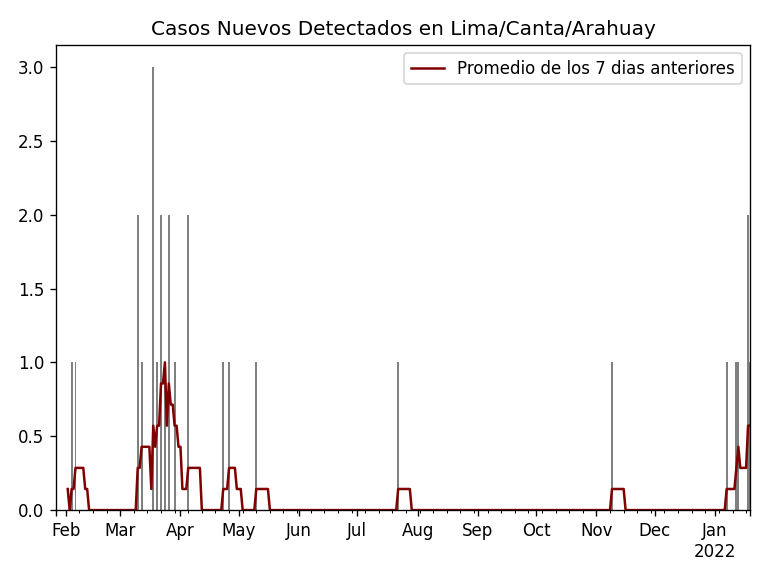 Casos Nuevos Detectados en Lima/Canta/Arahuay
Promedio de los 7 dias anteriores
3.0
2.5
2.0
1.5
1.0
0.5
0.0
Feb Mar Apr May Jun Jul Aug Sep Oct Nov Dec Jan
2022